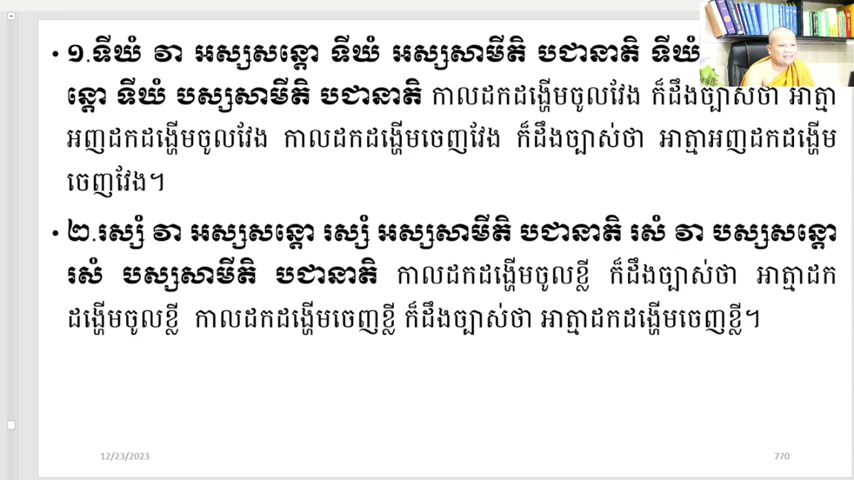 • ១.ទីឃំ វា អស្សសន្តោ ទីឃំ អស្សសាមីតិ បជានាតិ ទីឃំ
ន្តោ ទីឃំ បស្សសាមីតិ បជានាតិ កាលដកដង្ហើមចូលវែង ក៏ដឹងច្បាស់ថា អាត្មា
អញដកដង្ហើមចូលវែង កាលដកដង្ហើមចេញវែង ក៏ដឹងច្បាស់ថា អាត្មាអញដកដង្ហើម
ចេញវែង។
• ២.រស្សំ វា អស្សសន្តោ រស្សំ អស្សសាមីតិ បជានាតិ រសំ វា បស្សសន្តោ
រសំ បស្សសាមីតិ បជានាតិ កាលដកដង្ហើមចូលខ្លី ក៏ដឹងច្បាស់ថា អាត្មាដក
ដង្ហើមចូលខ្លី កាលដកដង្ហើមចេញខ្លី ក៏ដឹងច្បាស់ថា អាត្មាដកដង្ហើមចេញខ្លី។
12/23/2023
770